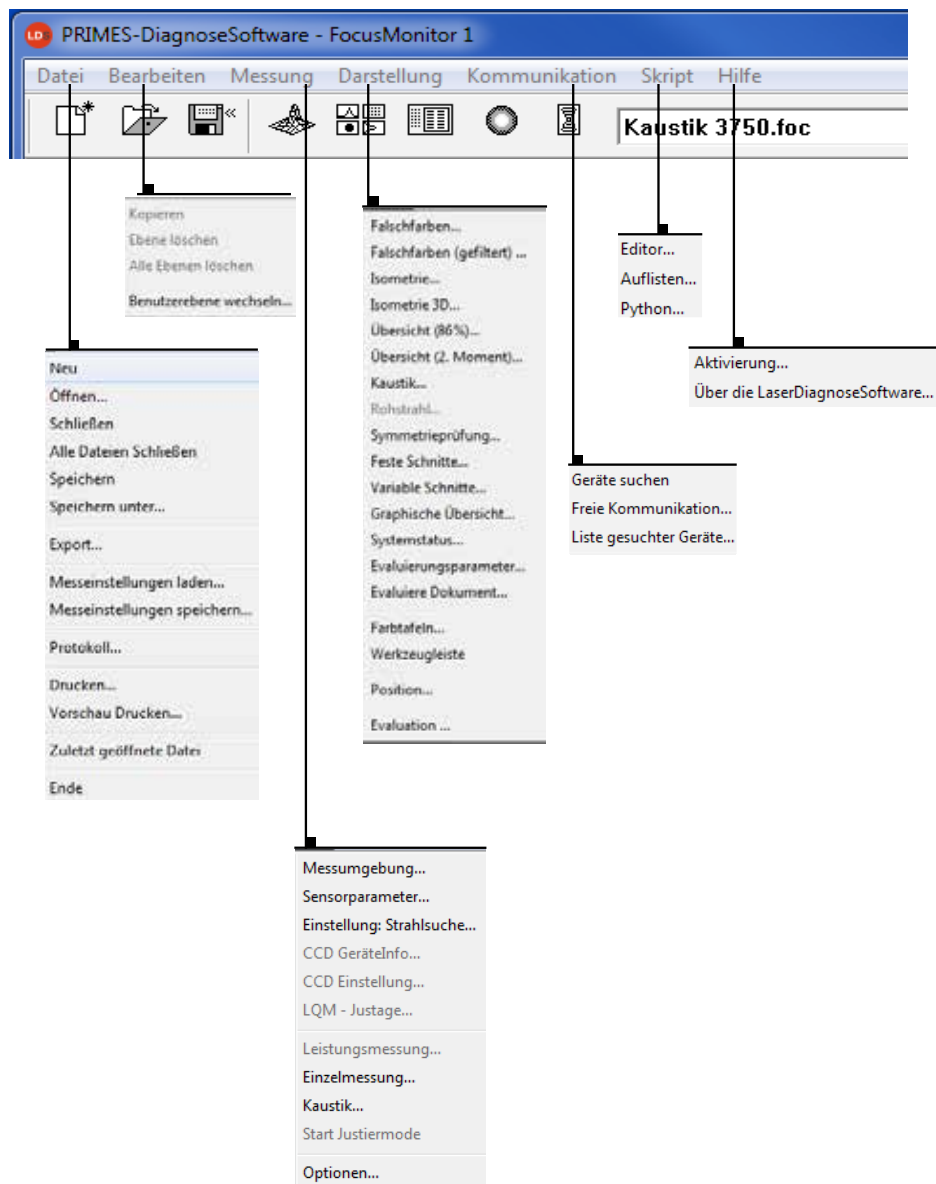 LDS PRIMES-DiagnoseSoftware - FocusMonitor 1
Datei Bearbeiten Messung Darstellung Kommunikation Skript Hilfe
Kaustik 3750.foc
Kopieren
Ebene löschen
Alle Ebenen löschen
Benutzerebene wechseln...
Falschfarben...
Falschfarben (gefiltert) ...
Isometrie...
Isometrie 3D...
Übersicht (86%)...
Übersicht (2. Moment)...
Kaustik...
Rohstrahl...
Symmetrieprüfung...
Feste Schnitte...
Variable Schnitte...
Graphische Übersicht...
Systemstatus...
Evaluierungsparameter...
Evaluiere Dokument...
Farbtafeln...
Werkzeugleiste
Position...
Evaluation ...
Editor...
Auflisten...
Python...
Aktivierung...
Über die LaserDiagnoseSoftware...
Neu
Öffnen...
Schließen
Alle Dateien Schließen
Speichern
Speichern unter...
Export...
Messeinstellungen laden...
Messeinstellungen speichern...
Protokoll...
Drucken...
Vorschau Drucken...
Zuletzt geöffnete Datei
Ende
Geräte suchen
Freie Kommunikation...
Liste gesuchter Geräte...
Messumgebung...
Sensorparameter...
Einstellung: Strahlsuche...
CCD GeräteInfo...
CCD Einstellung...
LQM - Justage...
Leistungsmessung...
Einzelmessung...
Kaustik...
Start Justiermode
Optionen...